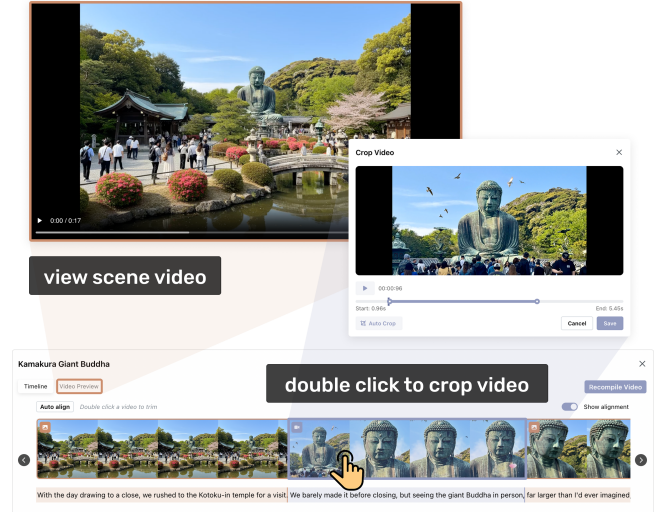 0:00 / 0:17
view scene video
Crop Video
00:00:96
Start: 0.96s
End: 5.45s
Auto Crop
Cancel
Save
Kamakura Giant Buddha
Timeline
Video Preview
double click to crop video
Recompile Video
Auto align
Double click a video to trim
Show alignment
With the day drawing to a close, we rushed to the Kotoku-in temple for a visit. We barely made it before closing, but seeing the giant Buddha in person, far larger than I'd ever imagined